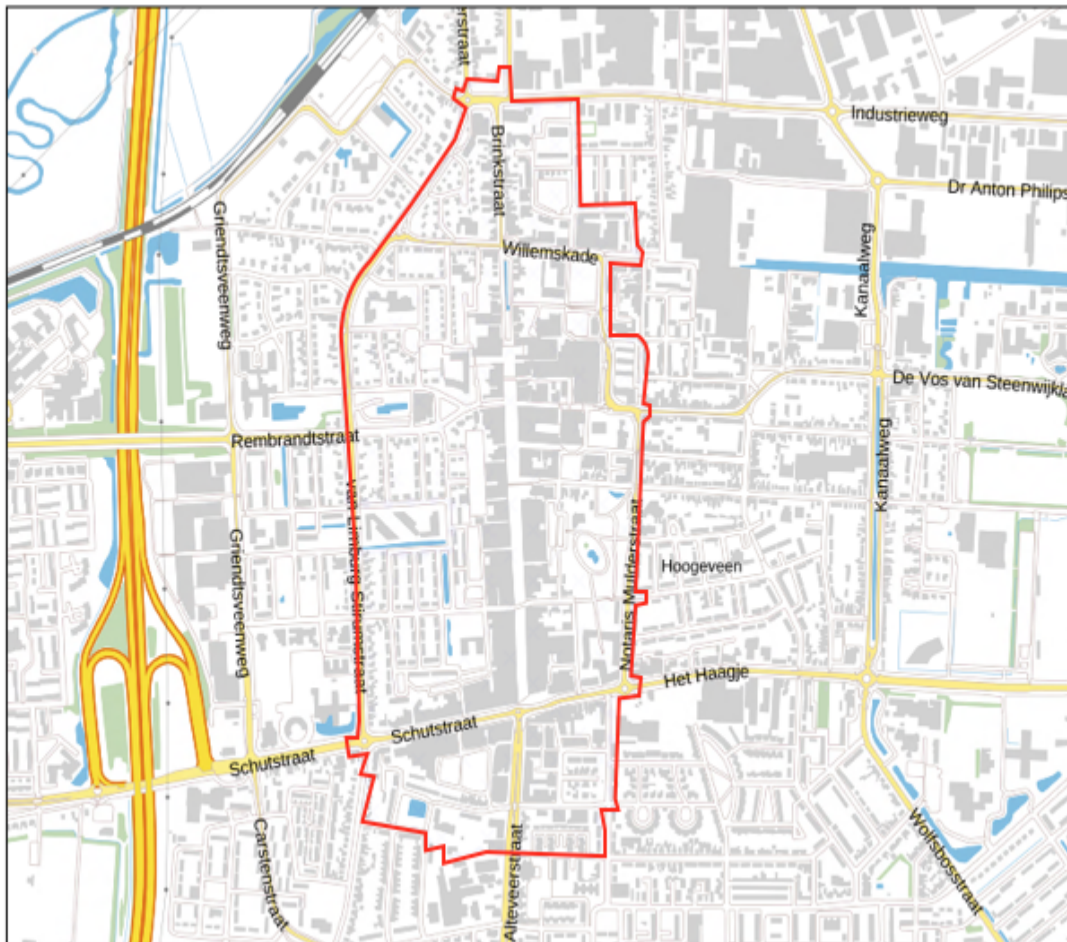 erstraat
Industrieweg
Brinkstraat
Dr Anton Philips
Griendtsveenweg
Willemskade
Kanaalweg
De Vos van Steenwijkla
Rembrandtstraat
Kanaalweg
van Limburg Stirumstraat
Notaris Mulderstraat
Hoogeveen
Griendtsveenweg
Het Haagje
Schutstraat
Schutstraat
Carstenstraat
Alteveerstraat
Wolfsbosstraat